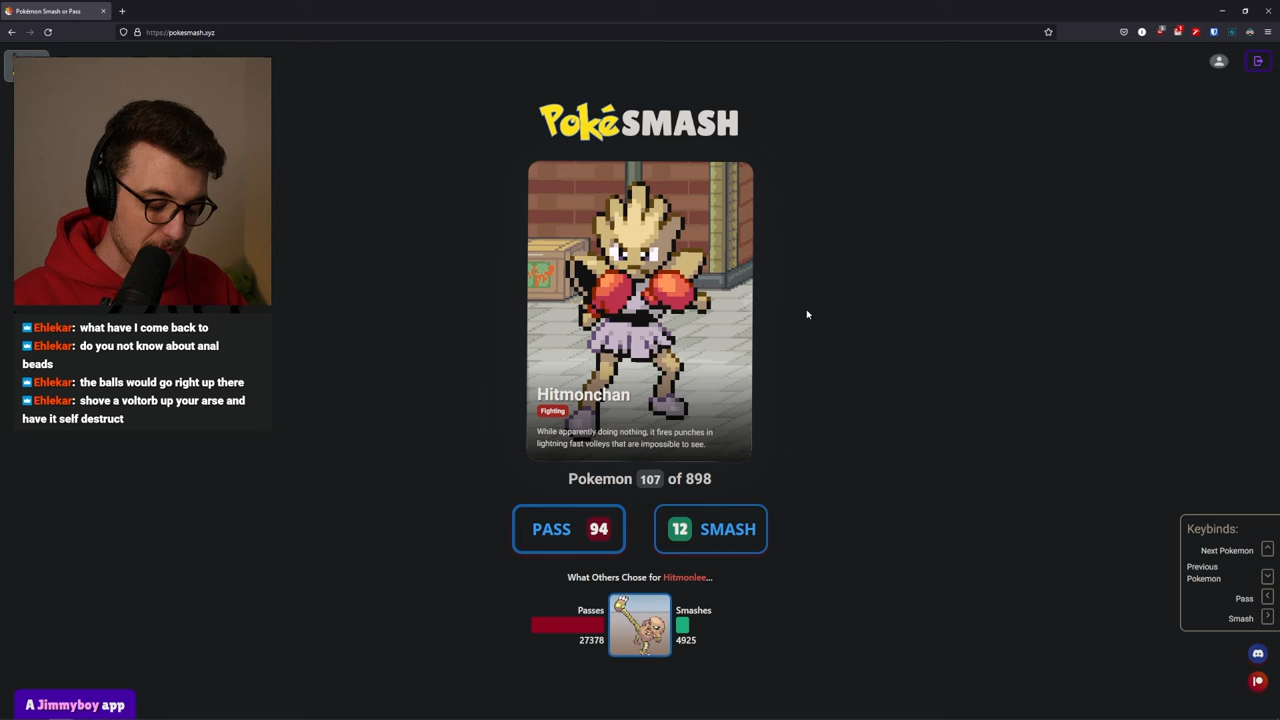 Pokémon Smash or Pass
https://pokesmash.xyz
PokéSMASH
Ehlekar: what have I come back to
Ehlekar: do you not know about anal
beads
Ehlekar: the balls would go right up there
Ehlekar: shove a voltorb up your arse and
have it self destruct
Hitmonchan
Fighting
While apparently doing nothing, it fires punches in
lightning fast volleys that are impossible to see.
Pokemon 107 of 898
PASS 94
12 SMASH
What Others Chose for Hitmonlee...
Passes
27378
Smashes
4925
Keybinds:
Next Pokemon
Previous
Pokemon
Pass
Smash
A Jimmyboy app